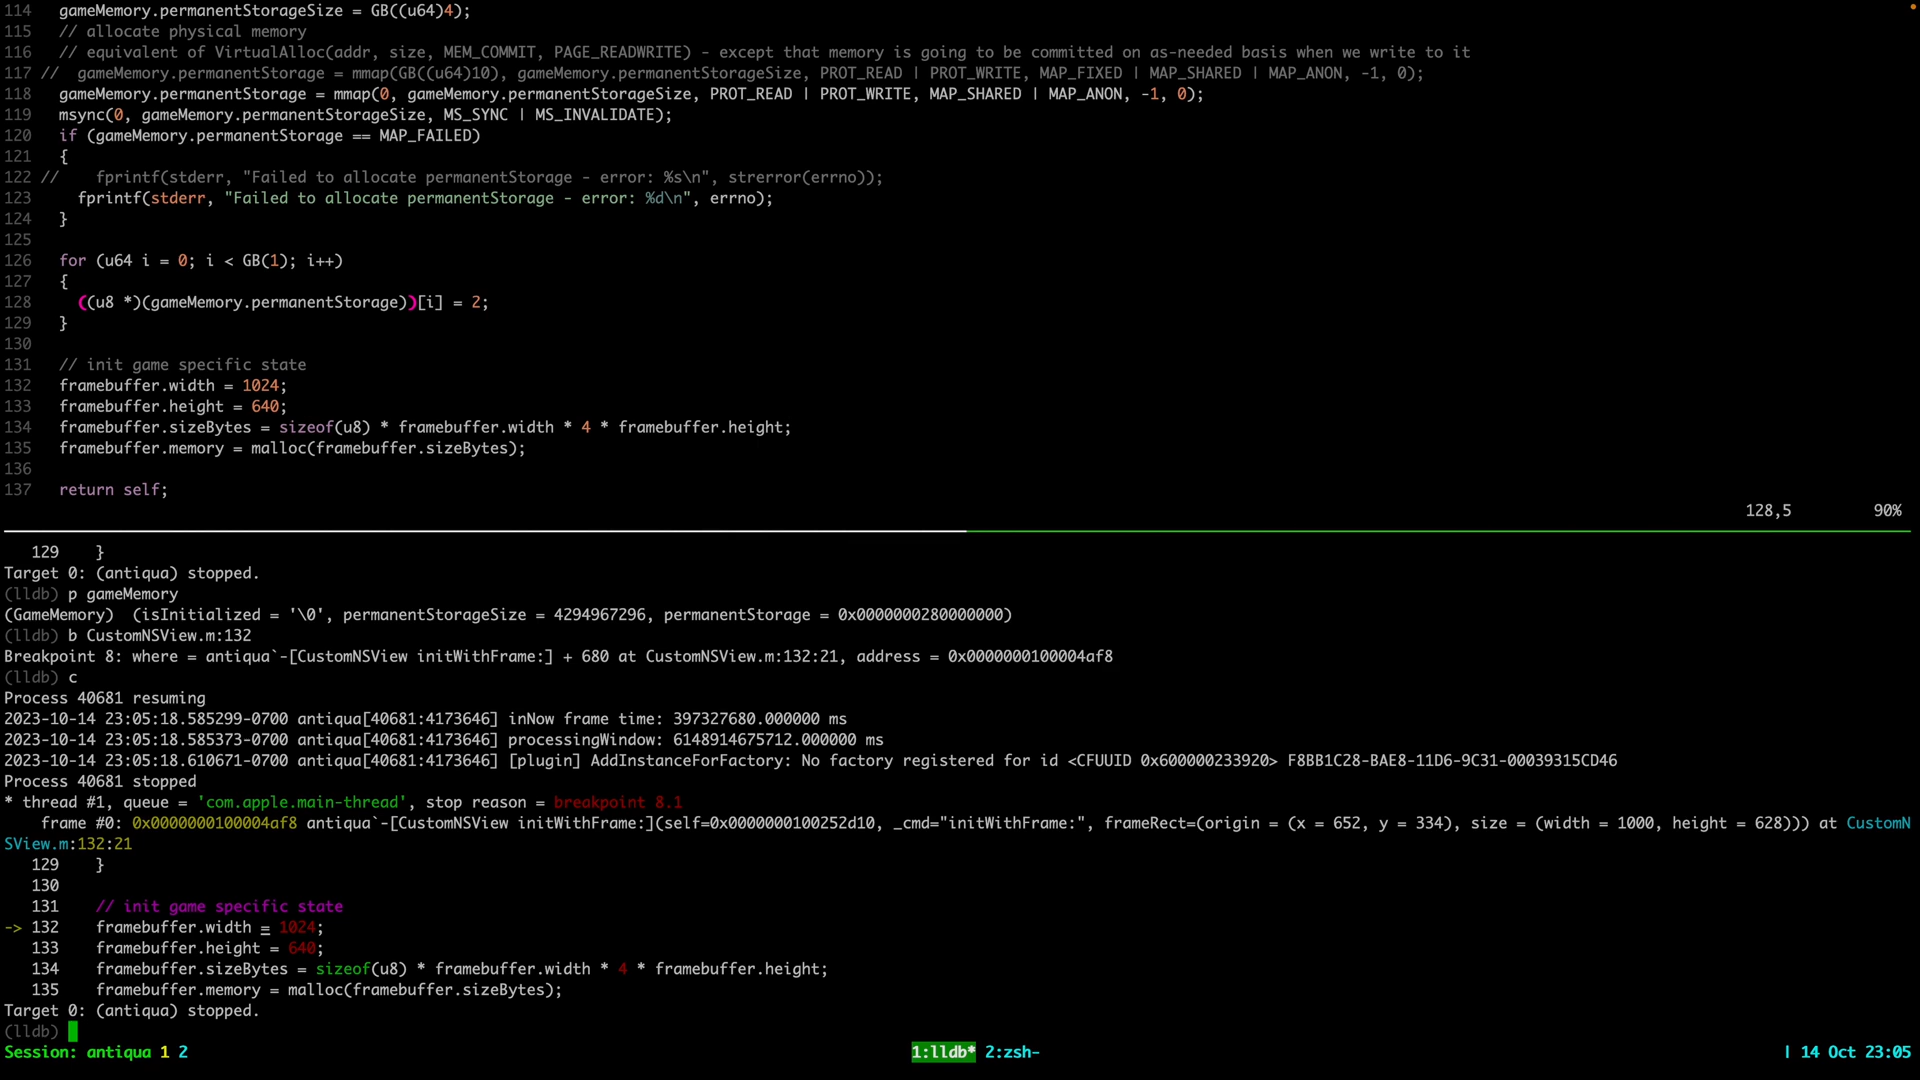 114   gameMemory.permanentStorageSize = GB((u64)4);
115   // allocate physical memory
116   // equivalent of VirtualAlloc(addr, size, MEM_COMMIT, PAGE_READWRITE) - except that memory is going to be committed on as-needed basis when we write to it
117 //  gameMemory.permanentStorage = mmap(GB((u64)10), gameMemory.permanentStorageSize, PROT_READ | PROT_WRITE, MAP_FIXED | MAP_SHARED | MAP_ANON, -1, 0);
118   gameMemory.permanentStorage = mmap(0, gameMemory.permanentStorageSize, PROT_READ | PROT_WRITE, MAP_SHARED | MAP_ANON, -1, 0);
119   msync(0, gameMemory.permanentStorageSize, MS_SYNC | MS_INVALIDATE);
120   if (gameMemory.permanentStorage == MAP_FAILED)
121   {
122 //    fprintf(stderr, "Failed to allocate permanentStorage - error: %s\n", strerror(errno));
123     fprintf(stderr, "Failed to allocate permanentStorage - error: %d\n", errno);
124   }
125
126   for (u64 i = 0; i < GB(1); i++)
127   {
128     ((u8 *)(gameMemory.permanentStorage))[i] = 2;
129   }
130
131   // init game specific state
132   framebuffer.width = 1024;
133   framebuffer.height = 640;
134   framebuffer.sizeBytes = sizeof(u8) * framebuffer.width * 4 * framebuffer.height;
135   framebuffer.memory = malloc(framebuffer.sizeBytes);
136
137   return self;
128,5 90%
129    }
Target 0: (antiqua) stopped.
(lldb) p gameMemory
(GameMemory)  (isInitialized = '\0', permanentStorageSize = 4294967296, permanentStorage = 0x0000000280000000)
(lldb) b CustomNSView.m:132
Breakpoint 8: where = antiqua`-[CustomNSView initWithFrame:] + 680 at CustomNSView.m:132:21, address = 0x0000000100004af8
(lldb) c
Process 40681 resuming
2023-10-14 23:05:18.585299-0700 antiqua[40681:4173646] inNow frame time: 397327680.000000 ms
2023-10-14 23:05:18.585373-0700 antiqua[40681:4173646] processingWindow: 6148914675712.000000 ms
2023-10-14 23:05:18.610671-0700 antiqua[40681:4173646] [plugin] AddInstanceForFactory: No factory registered for id <CFUUID 0x600000233920> F8BB1C28-BAE8-11D6-9C31-00039315CD46
Process 40681 stopped
* thread #1, queue = 'com.apple.main-thread', stop reason = breakpoint 8.1
    frame #0: 0x0000000100004af8 antiqua`-[CustomNSView initWithFrame:](self=0x0000000100252d10, _cmd="initWithFrame:", frameRect=(origin = (x = 652, y = 334), size = (width = 1000, height = 628))) at CustomN
SView.m:132:21
   129    }
   130
   131    // init game specific state
-> 132    framebuffer.width = 1024;
   133    framebuffer.height = 640;
   134    framebuffer.sizeBytes = sizeof(u8) * framebuffer.width * 4 * framebuffer.height;
   135    framebuffer.memory = malloc(framebuffer.sizeBytes);
Target 0: (antiqua) stopped.
(lldb)
Session: antiqua 1 2 1:lldb* 2:zsh- | 14 Oct 23:05